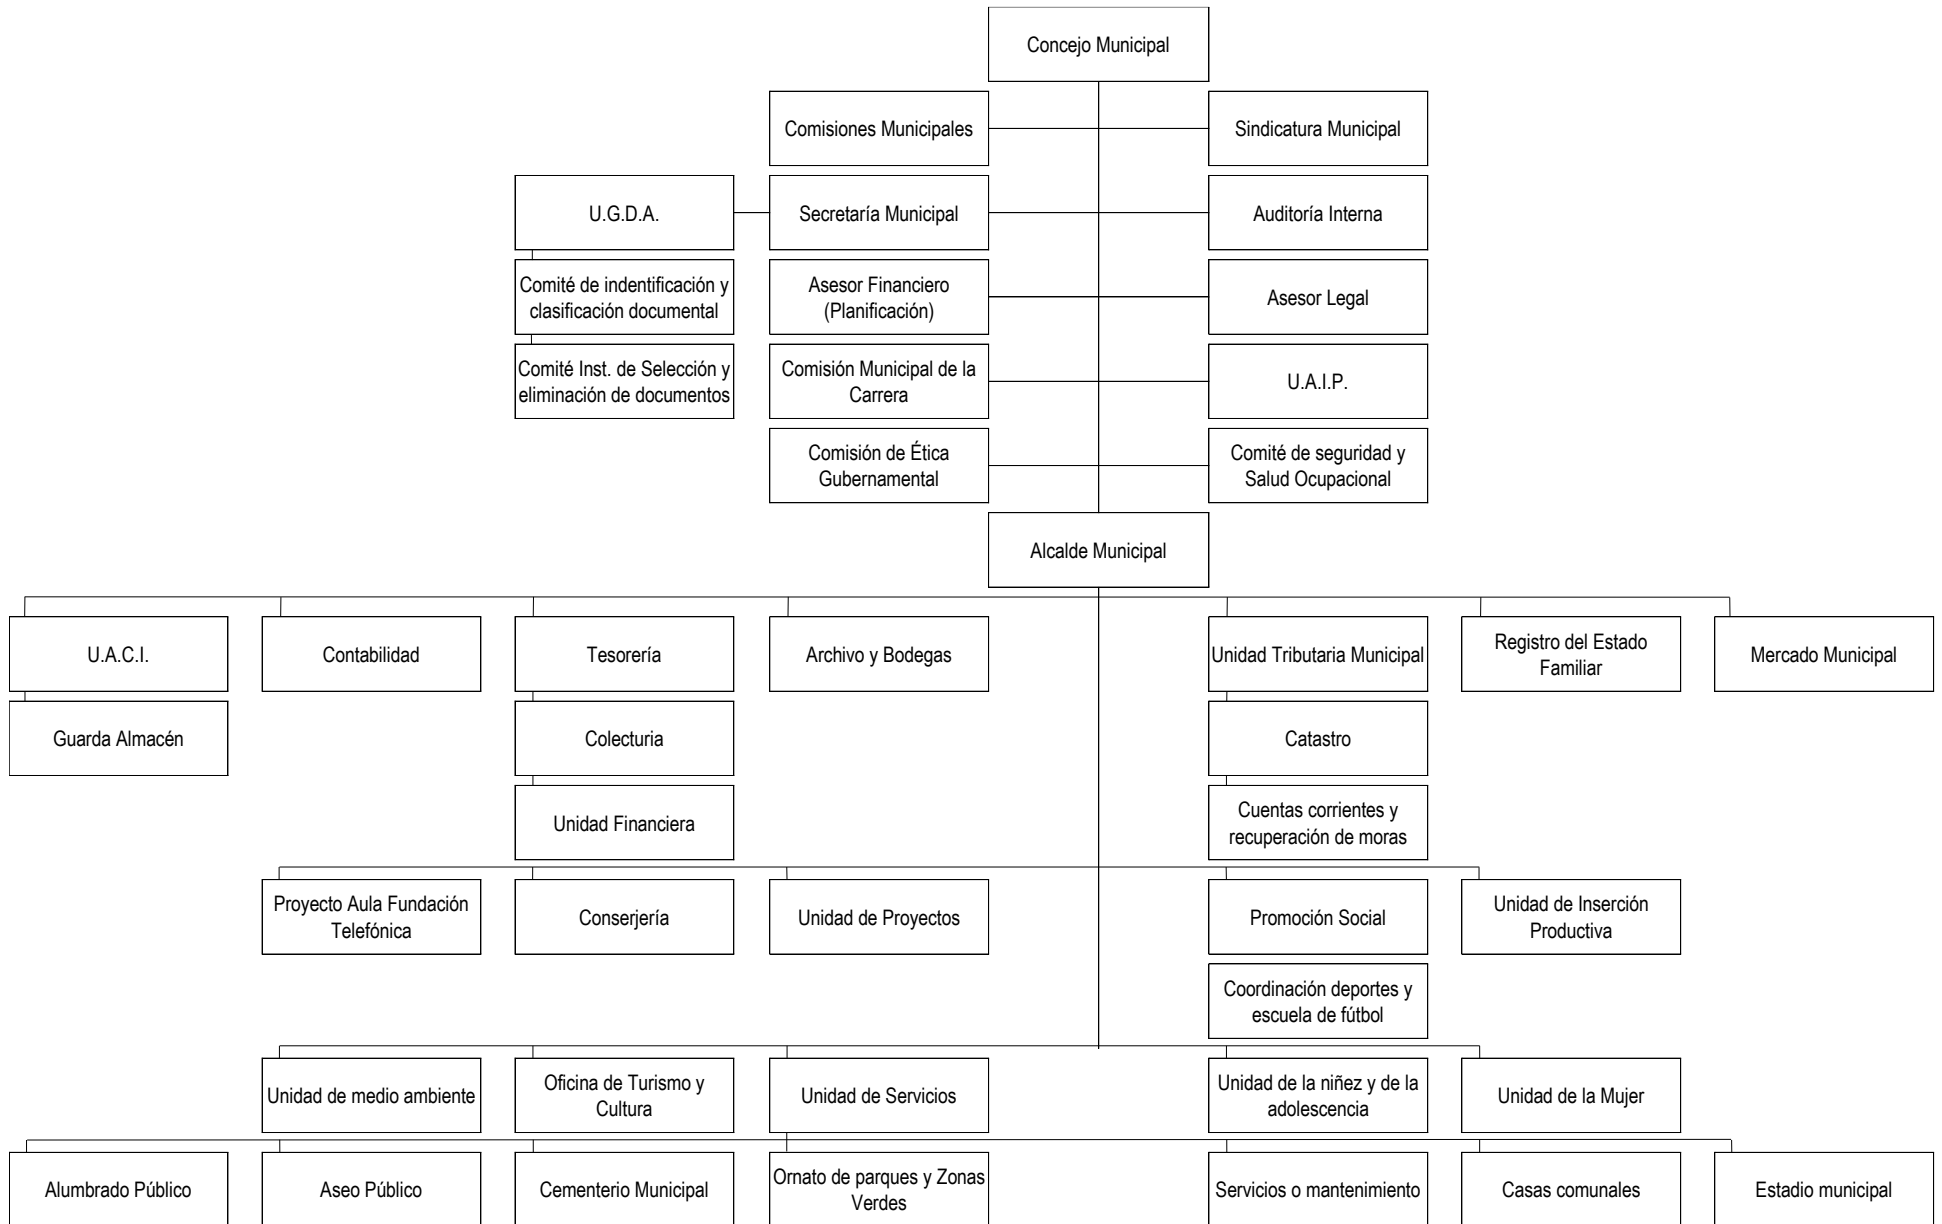 Concejo Municipal
Comisiones Municipales
Sindicatura Municipal
U.G.D.A.
Secretaría Municipal
Auditoría Interna
Comité de indentificación y
clasificación documental
Asesor Financiero
(Planificación)
Asesor Legal
Comité Inst. de Selección y
eliminación de documentos
Comisión Municipal de la
Carrera
U.A.I.P.
Comisión de Ética
Gubernamental
Comité de seguridad y
Salud Ocupacional
Alcalde Municipal
U.A.C.I.
Contabilidad
Tesorería
Archivo y Bodegas
Unidad Tributaria Municipal
Registro del Estado
Familiar
Mercado Municipal
Guarda Almacén
Colecturia
Catastro
Unidad Financiera
Cuentas corrientes y
recuperación de moras
Proyecto Aula Fundación
Telefónica
Conserjería
Unidad de Proyectos
Promoción Social
Unidad de Inserción
Productiva
Coordinación deportes y
escuela de fútbol
Unidad de medio ambiente
Oficina de Turismo y
Cultura
Unidad de Servicios
Unidad de la niñez y de la
adolescencia
Unidad de la Mujer
Alumbrado Público
Aseo Público
Cementerio Municipal
Ornato de parques y Zonas
Verdes
Servicios o mantenimiento
Casas comunales
Estadio municipal